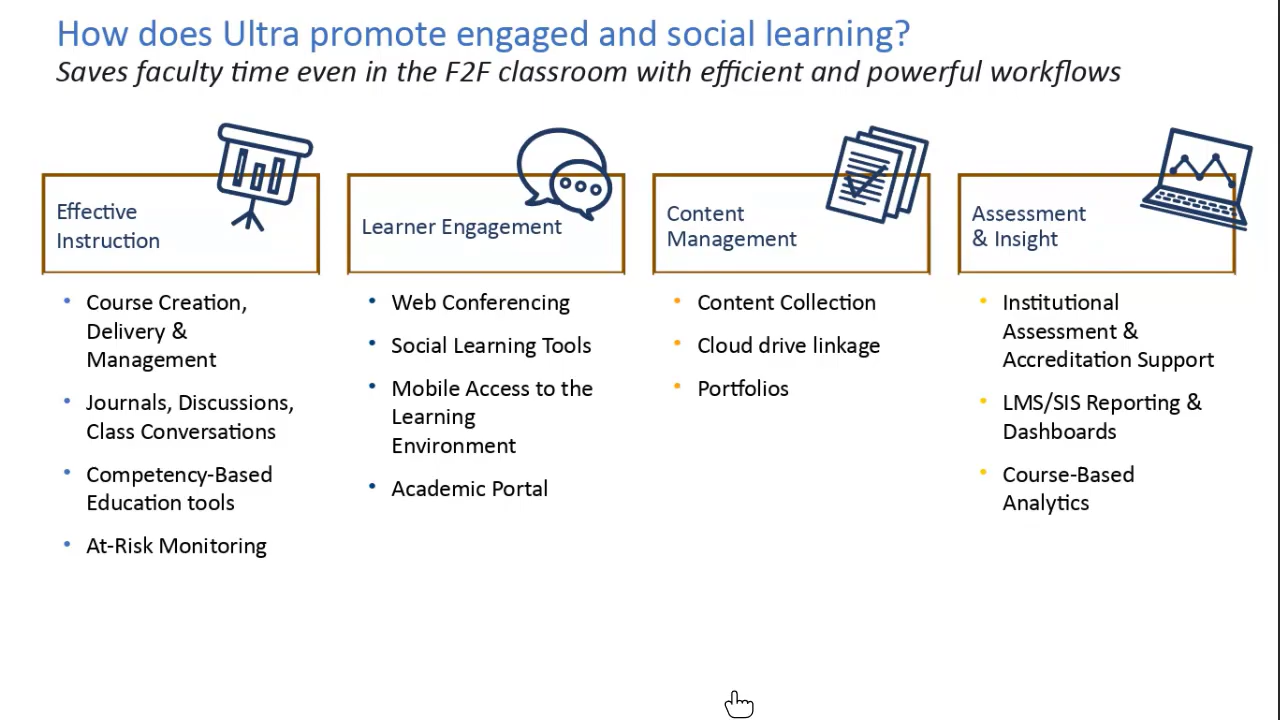 How does Ultra promote engaged and social learning?
Saves faculty time even in the F2F classroom with efficient and powerful workflows
Effective
Instruction
Course Creation,
Delivery &
Management
Journals, Discussions,
Class Conversations
Competency-Based
Education tools
At-Risk Monitoring
Learner Engagement
Web Conferencing
Social Learning Tools
Mobile Access to the
Learning
Environment
Academic Portal
Content
Management
Content Collection
Cloud drive linkage
Portfolios
Assessment
& Insight
Institutional
Assessment &
Accreditation Support
LMS/SIS Reporting &
Dashboards
Course-Based
Analytics